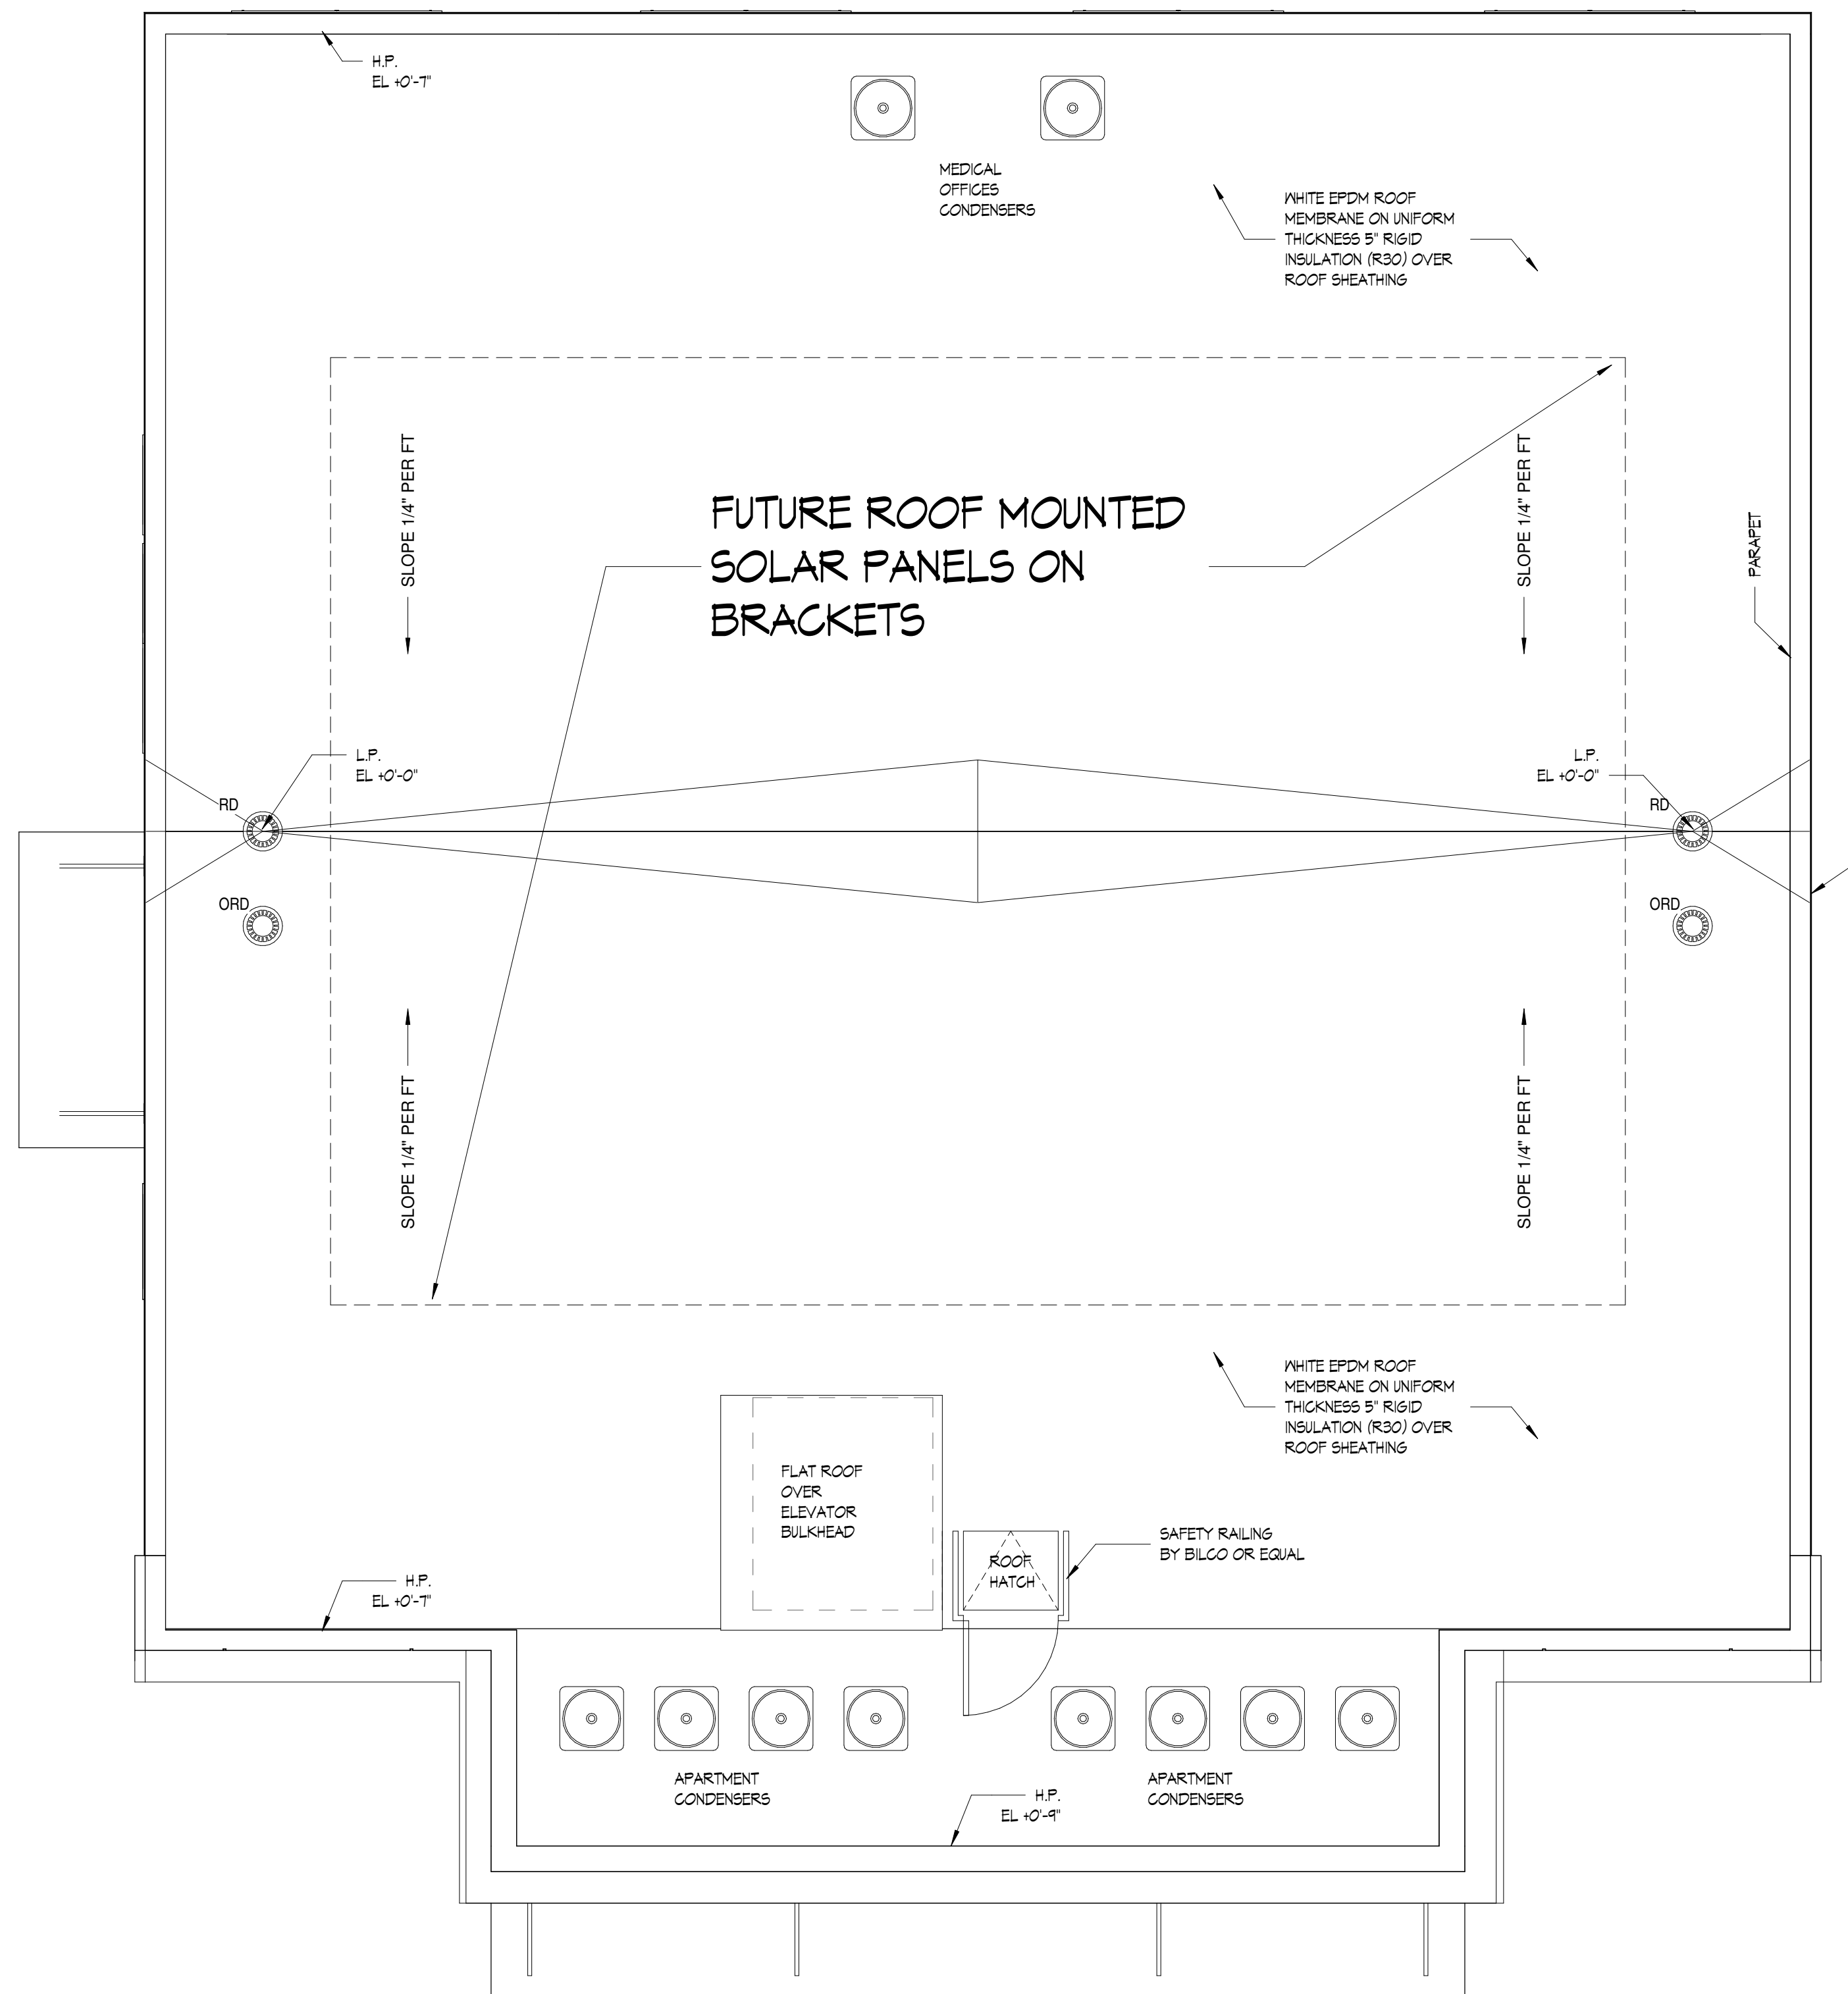 H.P.
EL +0'-7"
MEDICAL
OFFICES
CONDENSERS
WHITE EPDM ROOF
MEMBRANE ON UNIFORM
THICKNESS 5" RIGID
INSULATION (R30) OVER
ROOF SHEATHING
SLOPE 1/4" PER FT
SLOPE 1/4" PER FT
FUTURE ROOF MOUNTED
SOLAR PANELS ON
BRACKETS
PARAPET
L.P.
EL +0'-0"
L.P.
EL +0'-0"
RD
RD
ORD
ORD
SLOPE 1/4" PER FT
SLOPE 1/4" PER FT
WHITE EPDM ROOF
MEMBRANE ON UNIFORM
THICKNESS 5" RIGID
INSULATION (R30) OVER
ROOF SHEATHING
FLAT ROOF
OVER
ELEVATOR
BULKHEAD
SAFETY RAILING
BY BILCO OR EQUAL
ROOF
HATCH
H.P.
EL +0'-7"
APARTMENT
CONDENSERS
APARTMENT
CONDENSERS
H.P.
EL +0'-9"